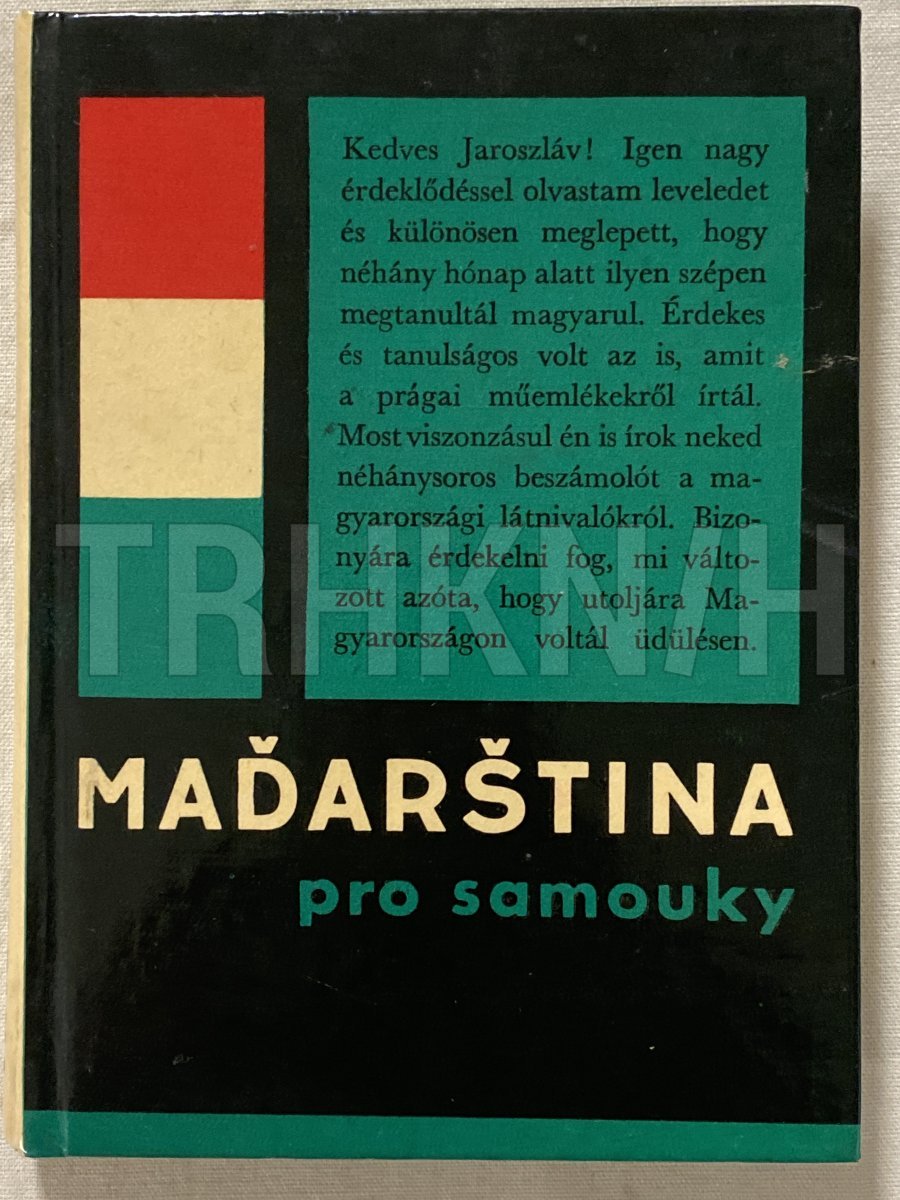 Kedves Jaroszláv! Igen nagy
érdeklődéssel olvastam leveledet
és különösen meglepett, hogy
néhány hónap alatt ilyen szépen
megtanultál magyarul. Érdekes
és tanulságos volt az is, amit
a prágai műemlékekről írtál.
Most viszonzásul én is írok neked
néhánysoros beszámolót a ma-
gyarországi látnivalókról. Bizo-
nyára érdekelni fog, miválto-
zott azóta, hogy utoljára Ma-
gyarországon voltál üdülésen.
TRHKNIH
MAĎARŠTINA
pro samouky